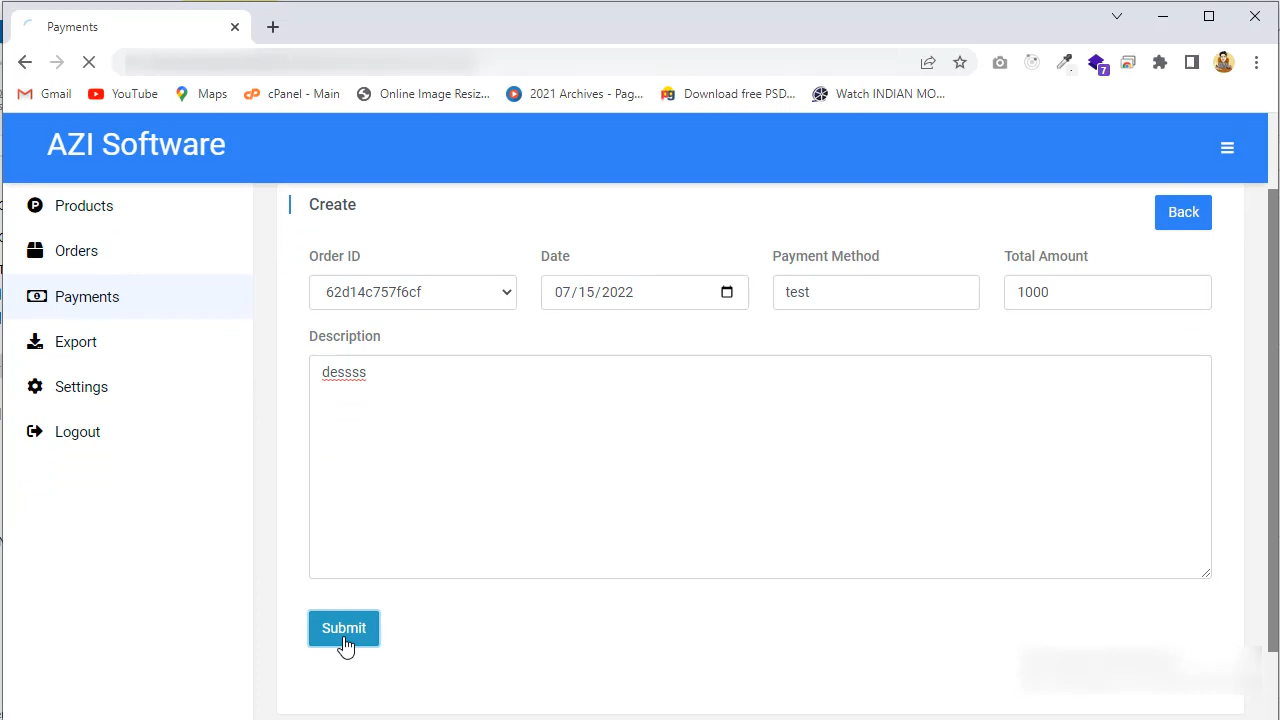 Payments
7
Gmail YouTube Maps cPanel - Main Online Image Resiz... 2021 Archives - Pag... Download free PSD... Watch INDIAN MO...
AZI Software
Products
Orders
Payments
Export
Settings
Logout
Create
Back
Order ID Date Payment Method Total Amount
62d14c757f6cf 07/15/2022 test 1000
Description
dessss
Submit